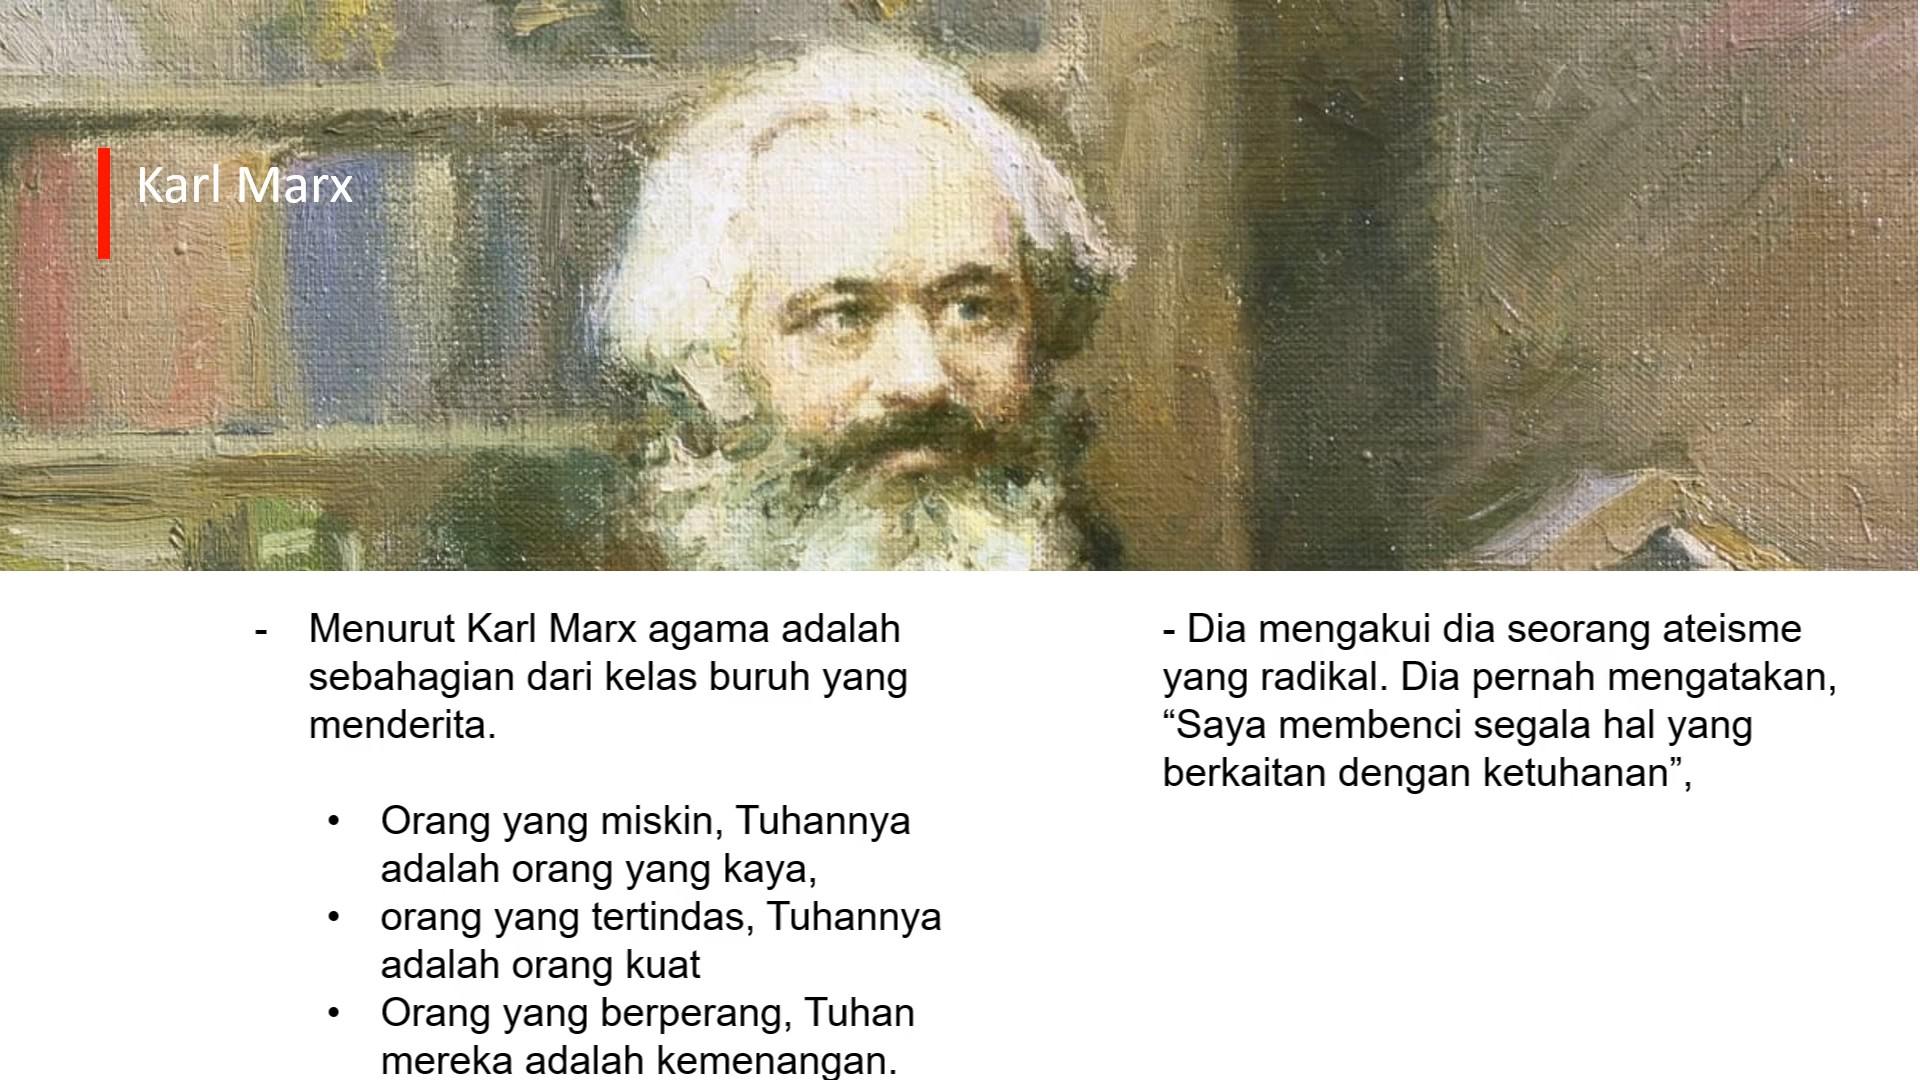 Karl Marx
- Menurut Karl Marx agama adalah
sebahagian dari kelas buruh yang
menderita.
• Orang yang miskin, Tuhannya
adalah orang yang kaya,
• orang yang tertindas, Tuhannya
adalah orang kuat
• Orang yang berperang, Tuhan
mereka adalah kemenangan.
- Dia mengakui dia seorang ateisme
yang radikal. Dia pernah mengatakan,
“Saya membenci segala hal yang
berkaitan dengan ketuhanan”,